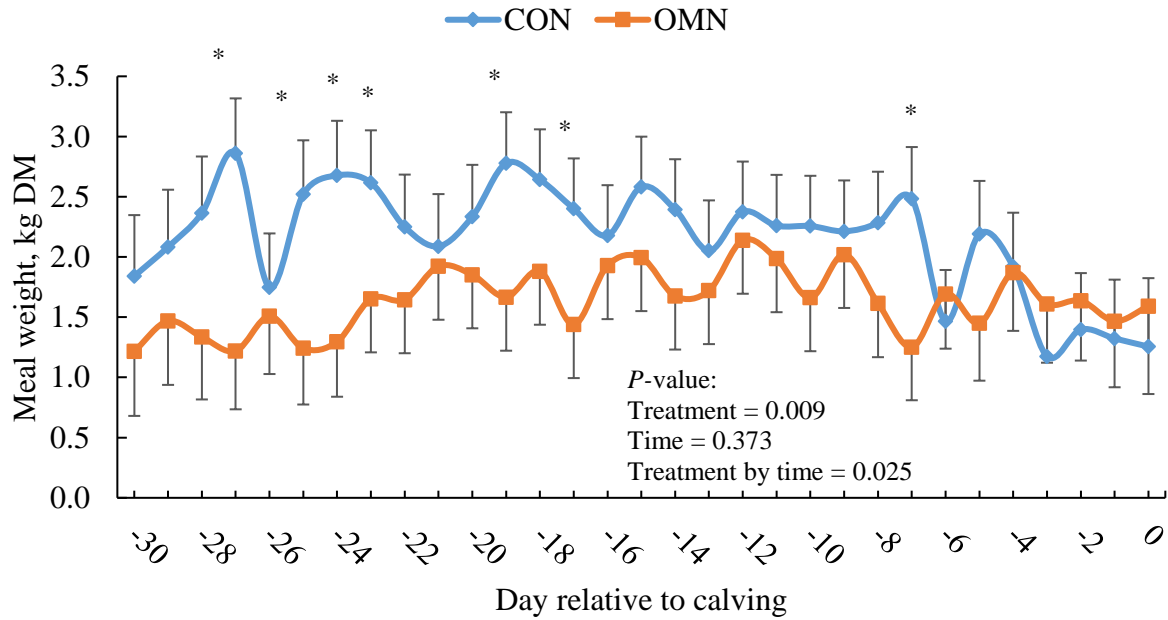 CON OMN
* * * * * * *
3.5
3.0
2.5
2.0
1.5
1.0
0.5
0.0
Meal weight, kg DM
P-value:
Treatment = 0.009
Time = 0.373
Treatment by time = 0.025
-30 -28 -26 -24 -22 -20 -18 -16 -14 -12 -10 -8 -6 -4 -2 0
Day relative to calving